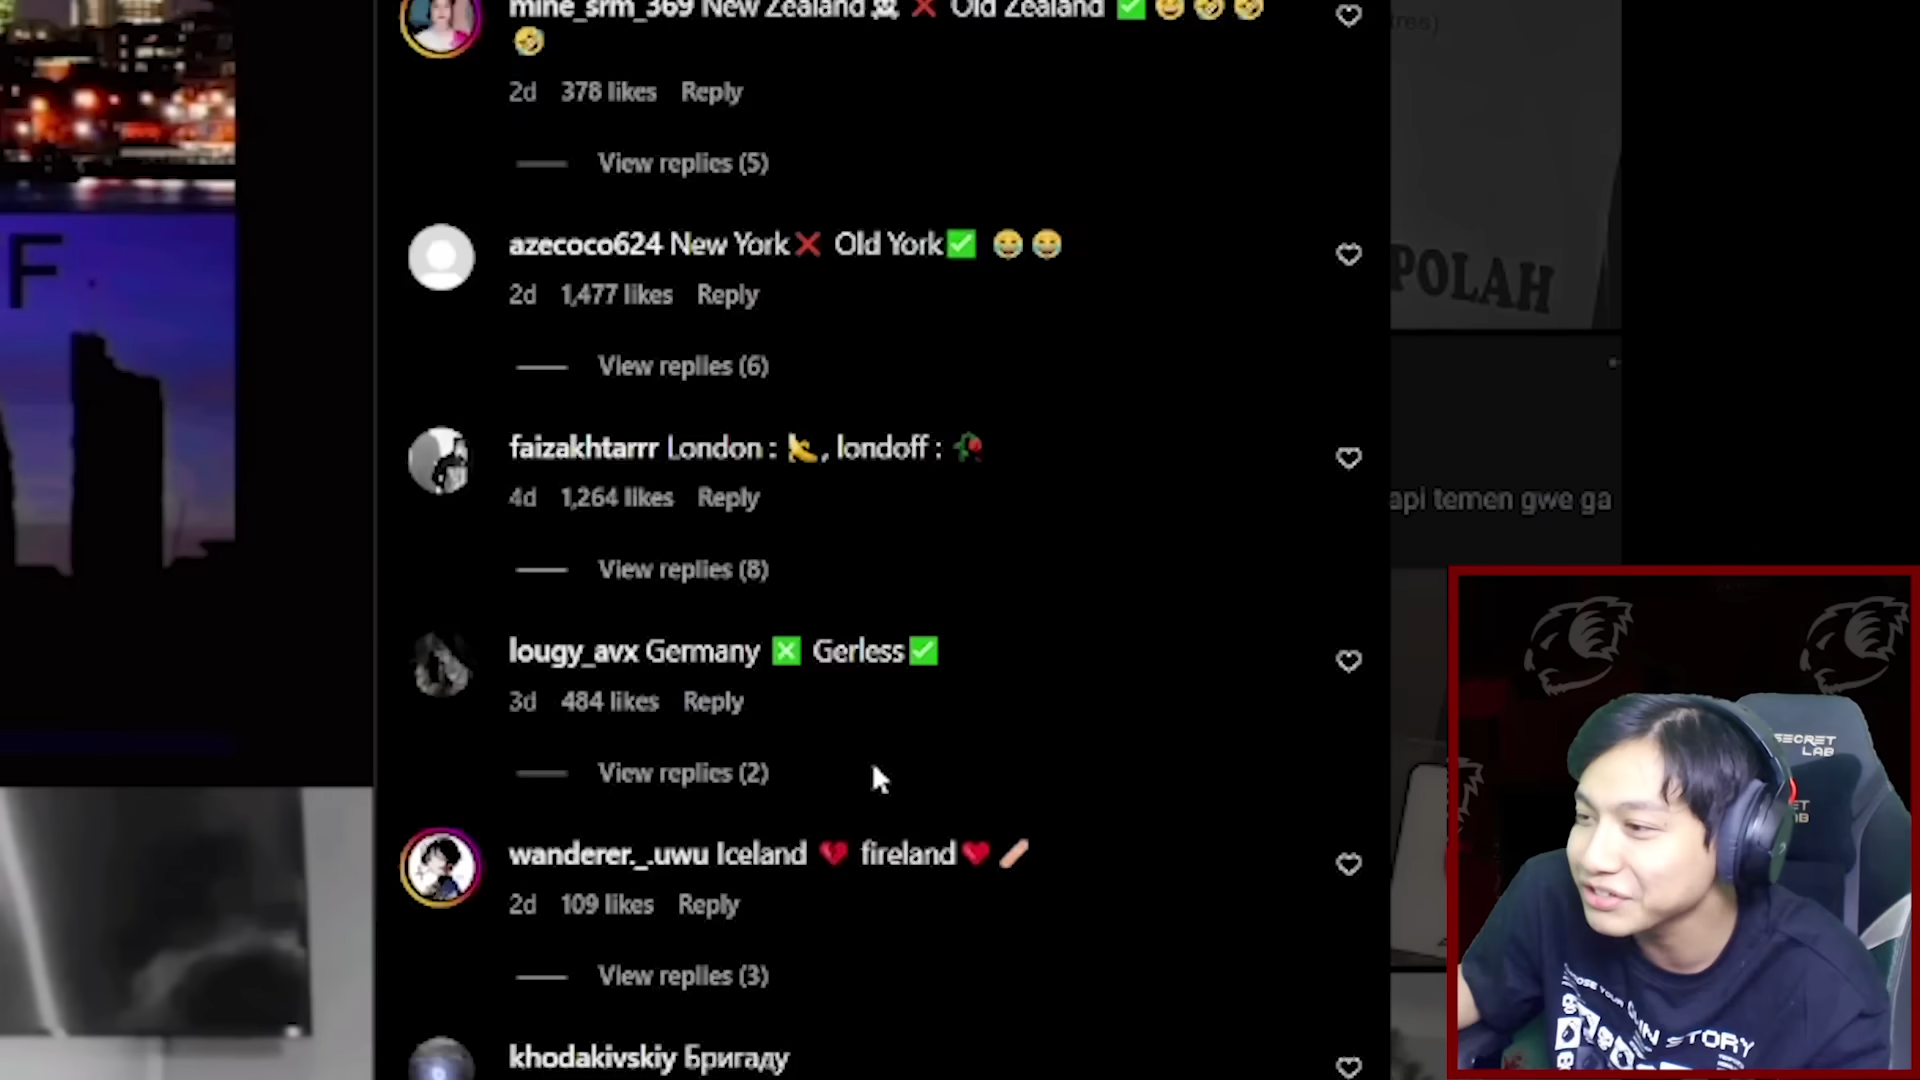 mine_srm_369 New Zealand ☠ ❌ Old Zealand ✅ 😂 🤣 🤣
🤣
2d 378 likes Reply
View replies (5)
azecoco624 New York❌ Old York✅ 😂 😂
2d 1,477 likes Reply
View replies (6)
faizakhtarrr London : 🍌, londoff : 🥀
4d 1,264 likes Reply
View replies (8)
lougy_avx Germany ❎ Gerless✅
3d 484 likes Reply
View replies (2)
wanderer._.uwu Iceland 💔 fireland❤️
2d 109 likes Reply
View replies (3)
khodakivskiy Бригаду
F
POLAH
api temen gwe ga
SECRET
LAB
STORY